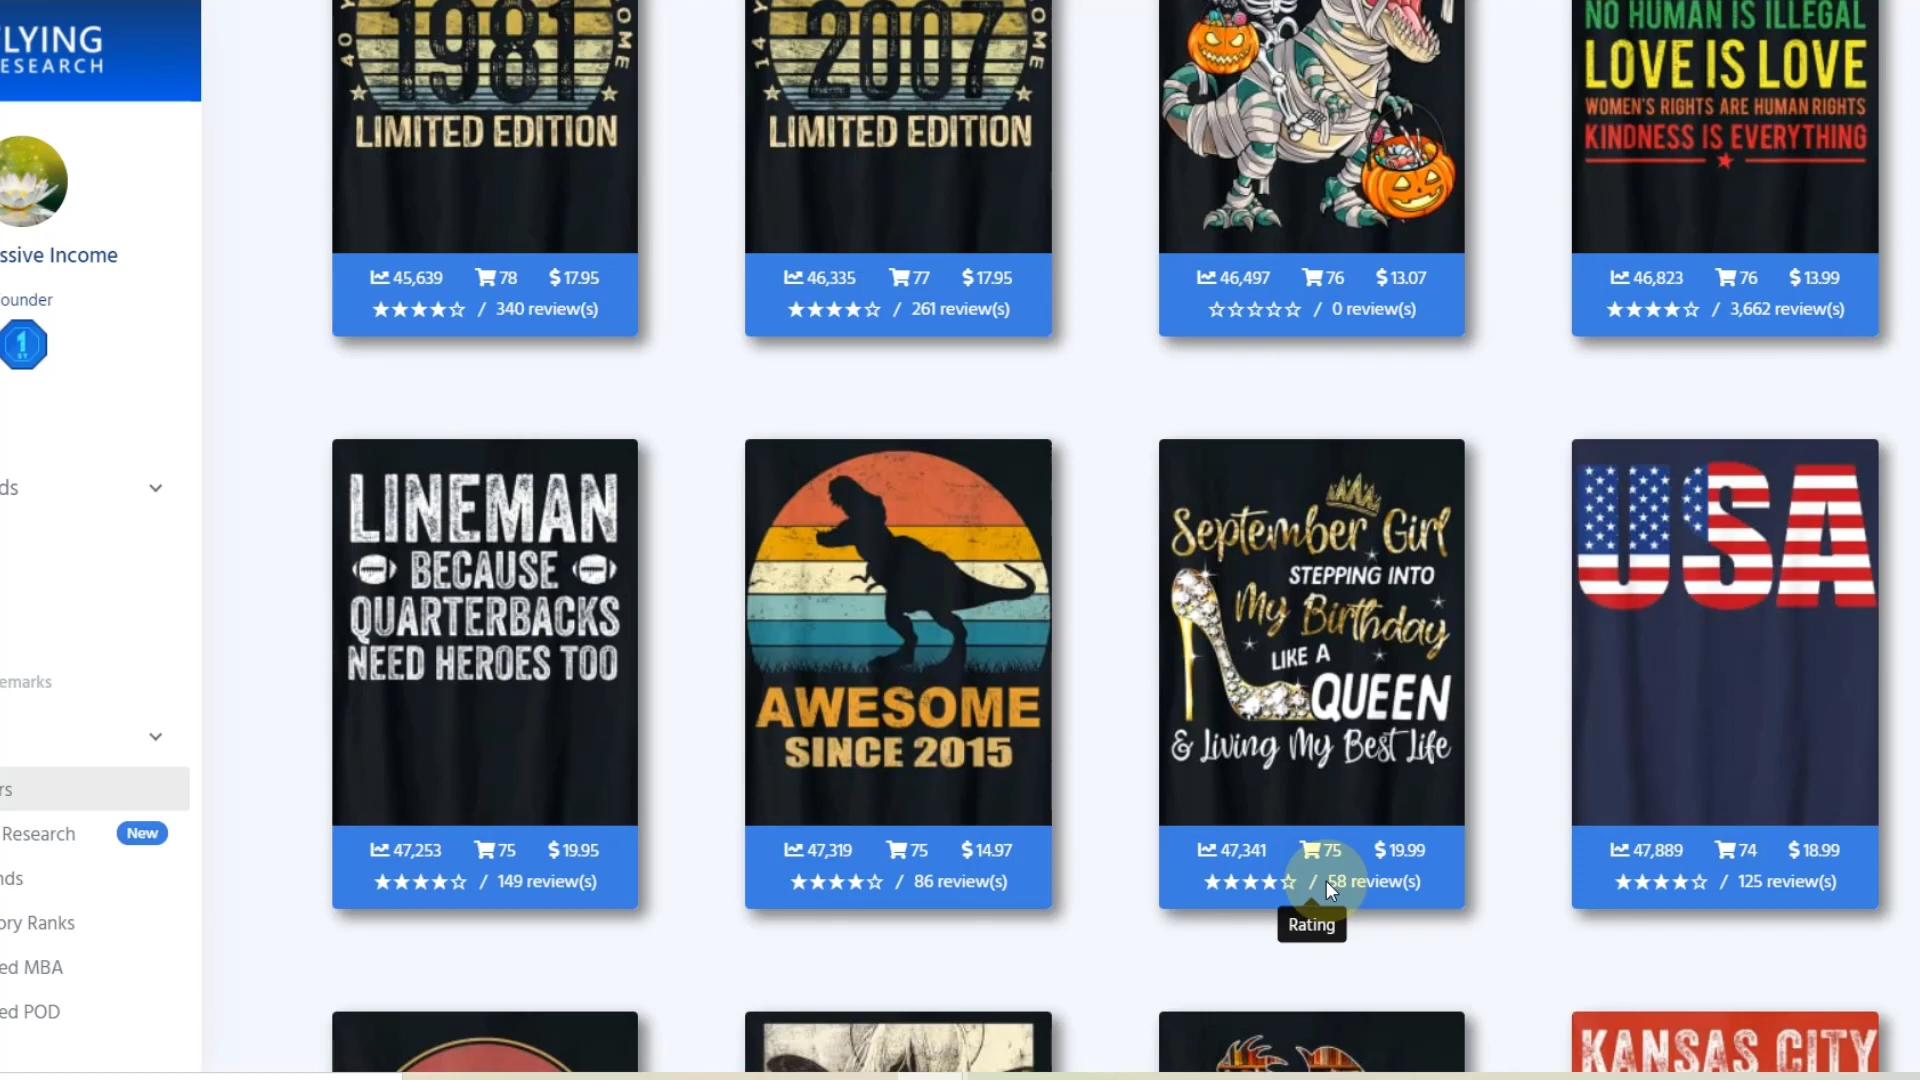 LYING
ESEARCH
ssive Income
ounder
1
ST
ds
emarks
rs
Research
New
nds
ory Ranks
ed MBA
ed POD
40 Y
OME
1981
LIMITED EDITION
45,639 78 $17.95
/ 340 review(s)
14 Y
OME
2007
LIMITED EDITION
46,335 77 $17.95
/ 261 review(s)
46,497 76 $13.07
/ 0 review(s)
NO HUMAN IS ILLEGAL
LOVE IS LOVE
WOMEN'S RIGHTS ARE HUMAN RIGHTS
KINDNESS IS EVERYTHING
46,823 76 $13.99
/ 3,662 review(s)
LINEMAN
BECAUSE
QUARTERBACKS
NEED HEROES TOO
47,253 75 $19.95
/ 149 review(s)
AWESOME
SINCE 2015
47,319 75 $14.97
/ 86 review(s)
September Girl
STEPPING INTO
My Birthday
LIKE A
QUEEN
& Living My Best Life
47,341 75 $19.99
/ 58 review(s)
Rating
USA
47,889 74 $18.99
/ 125 review(s)
KANSAS CITY